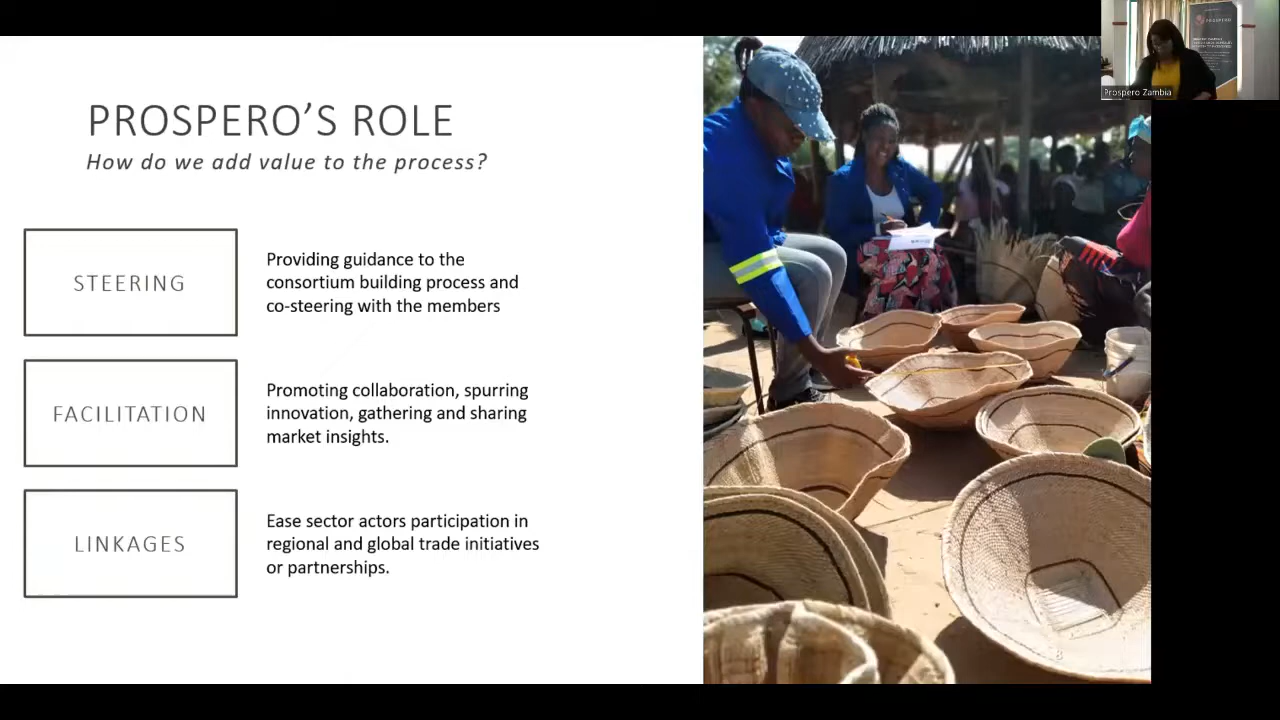 PROSPERO'S ROLE
How do we add value to the process?
STEERING
Providing guidance to the
consortium building process and
co-steering with the members
FACILITATION
Promoting collaboration, spurring
innovation, gathering and sharing
market insights.
LINKAGES
Ease sector actors participation in
regional and global trade initiatives
or partnerships.
8
PROSPERO
Prospero Zambia